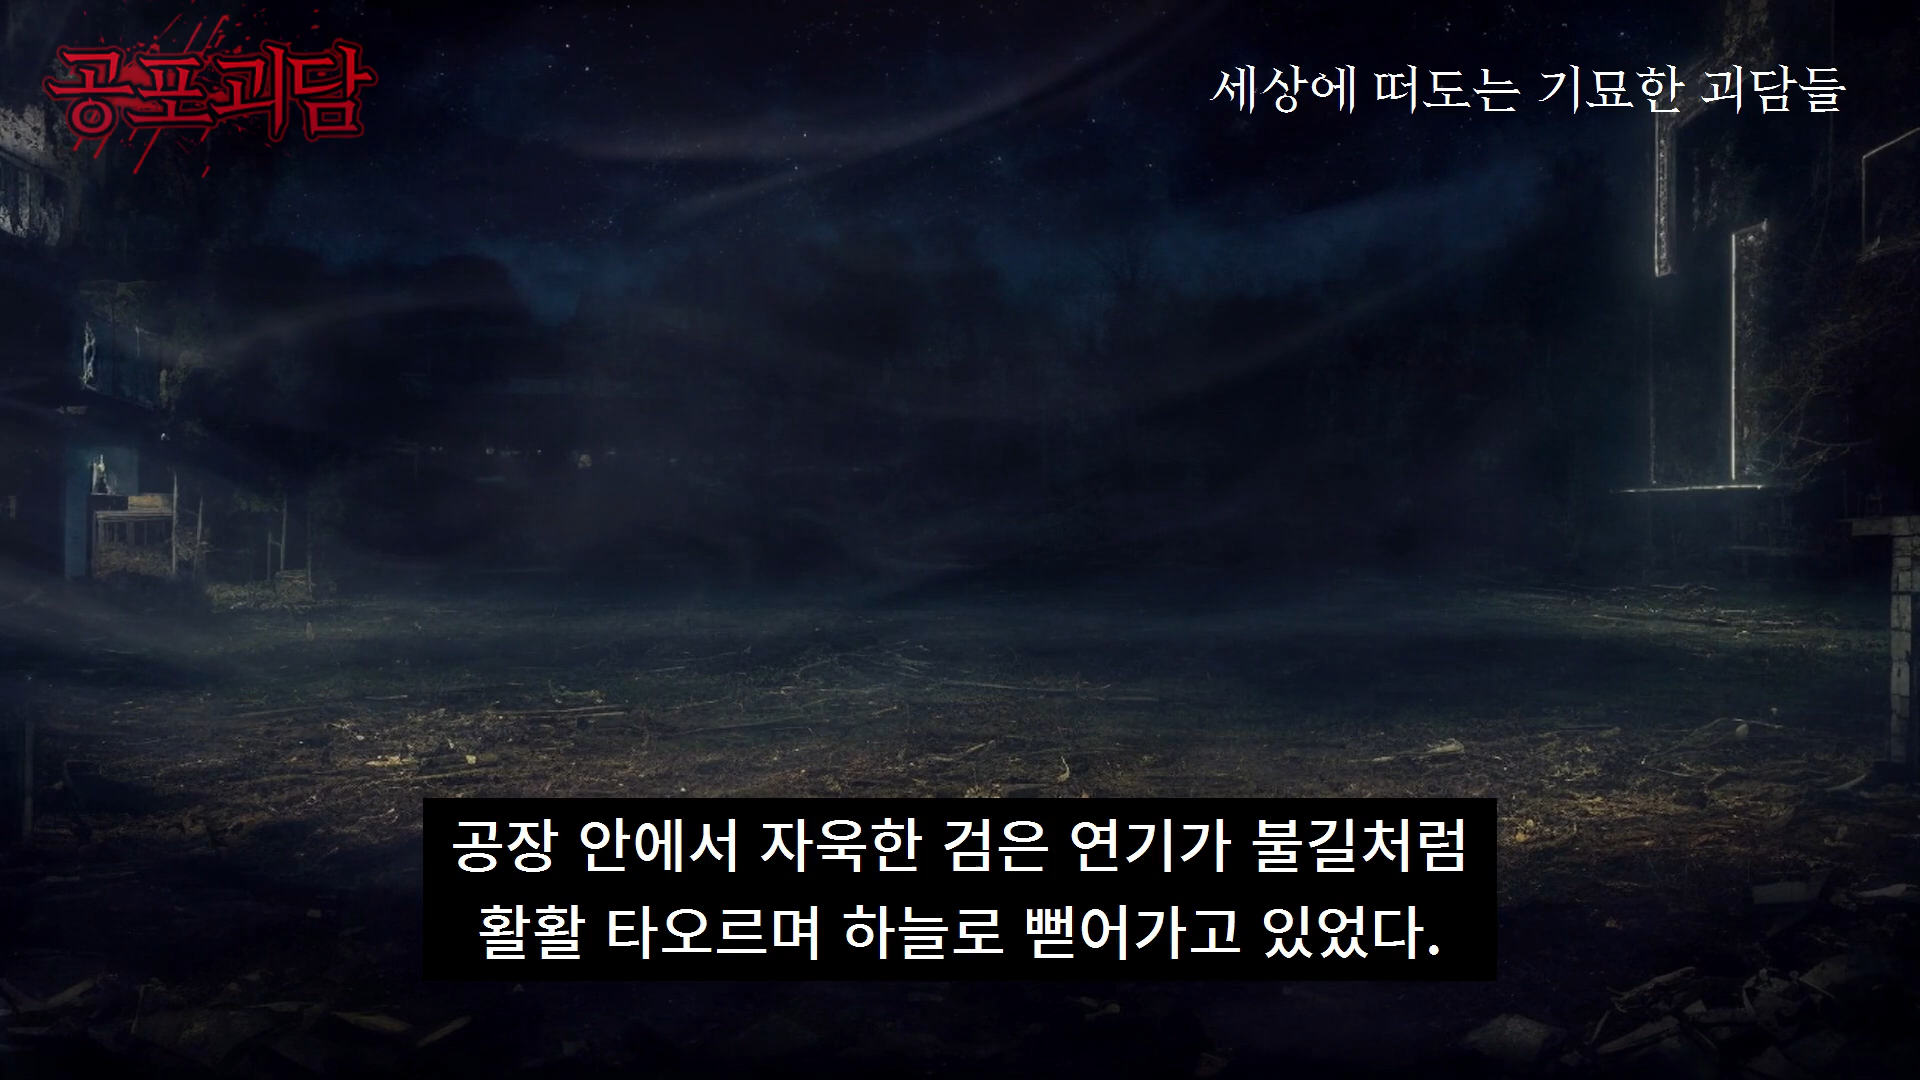 공포괴담
세상에 떠도는 기묘한 괴담들
공장 안에서 자욱한 검은 연기가 불길처럼
활활 타오르며 하늘로 뻗어가고 있었다.